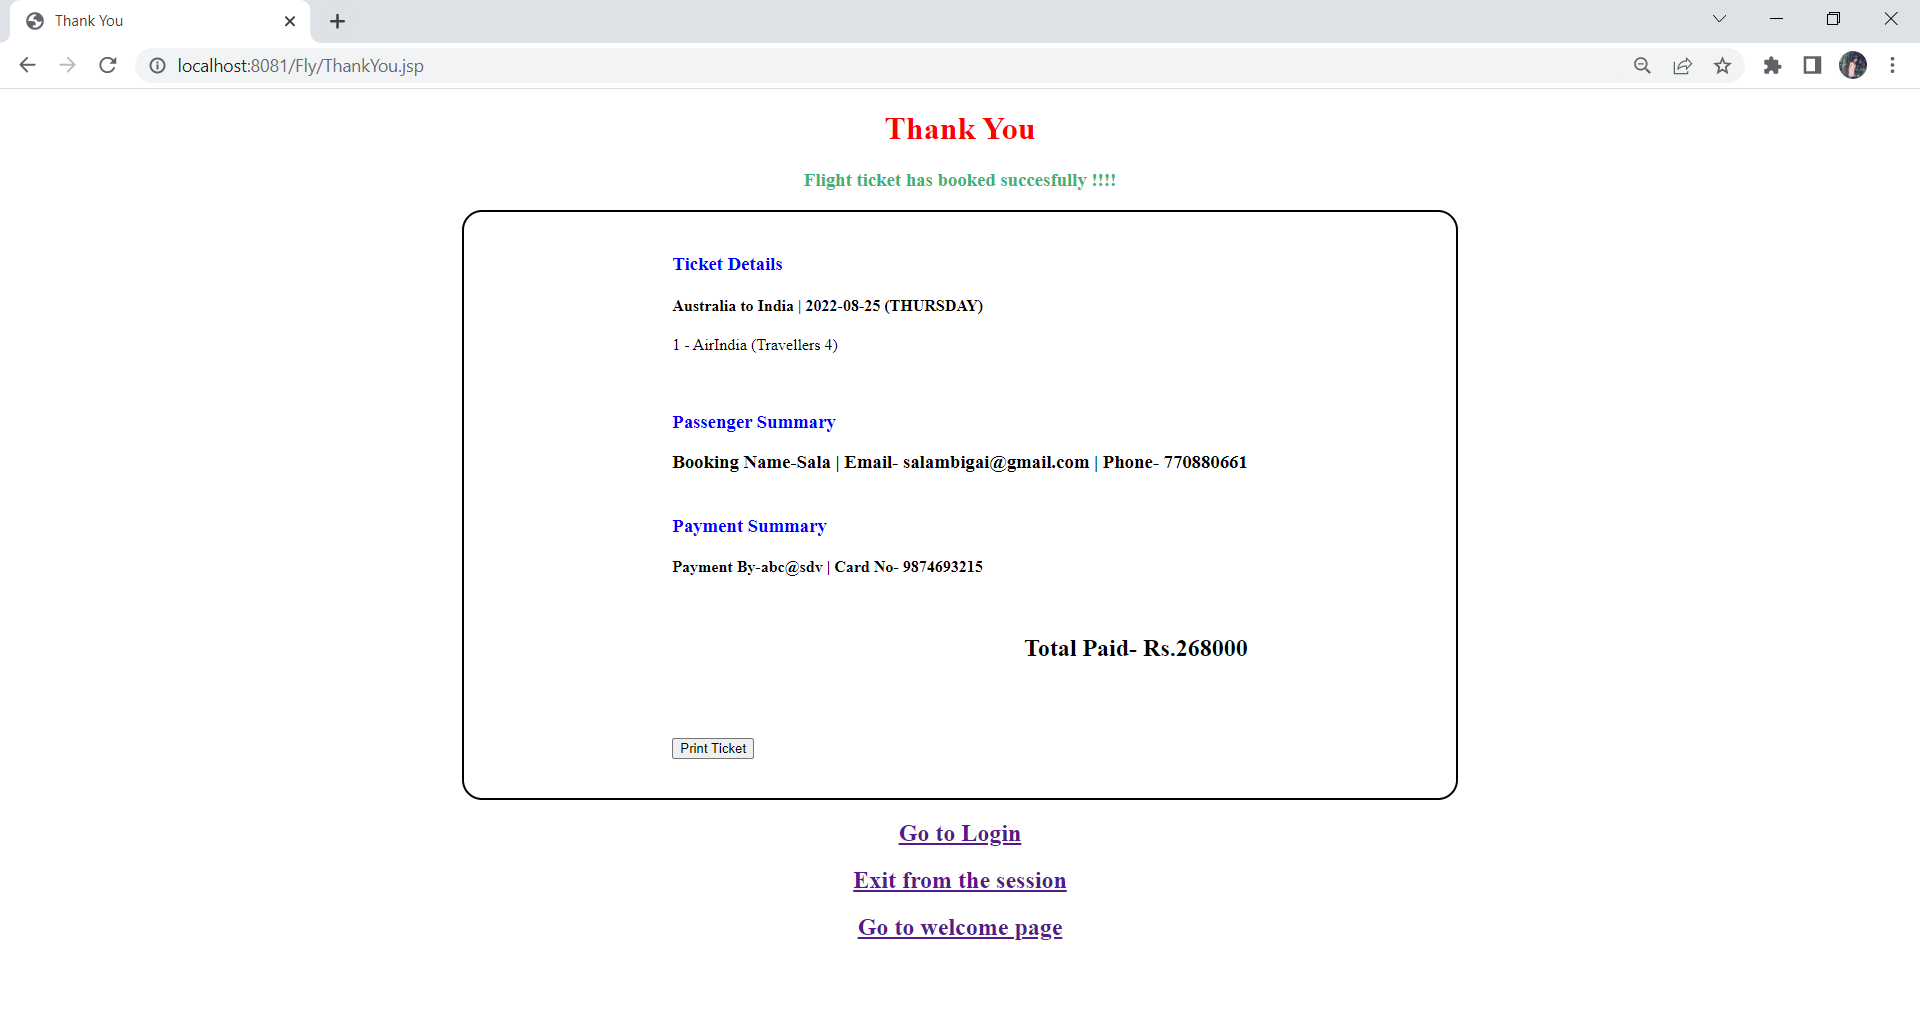 Thank You
localhost:8081/Fly/ThankYou.jsp
Thank You
Flight ticket has booked succesfully !!!!
Ticket Details
Australia to India | 2022-08-25 (THURSDAY)
1 - AirIndia (Travellers 4)
Passenger Summary
Booking Name-Sala | Email- salambigai@gmail.com | Phone- 770880661
Payment Summary
Payment By-abc@sdv | Card No- 9874693215
Total Paid- Rs.268000
Print Ticket
Go to Login
Exit from the session
Go to welcome page